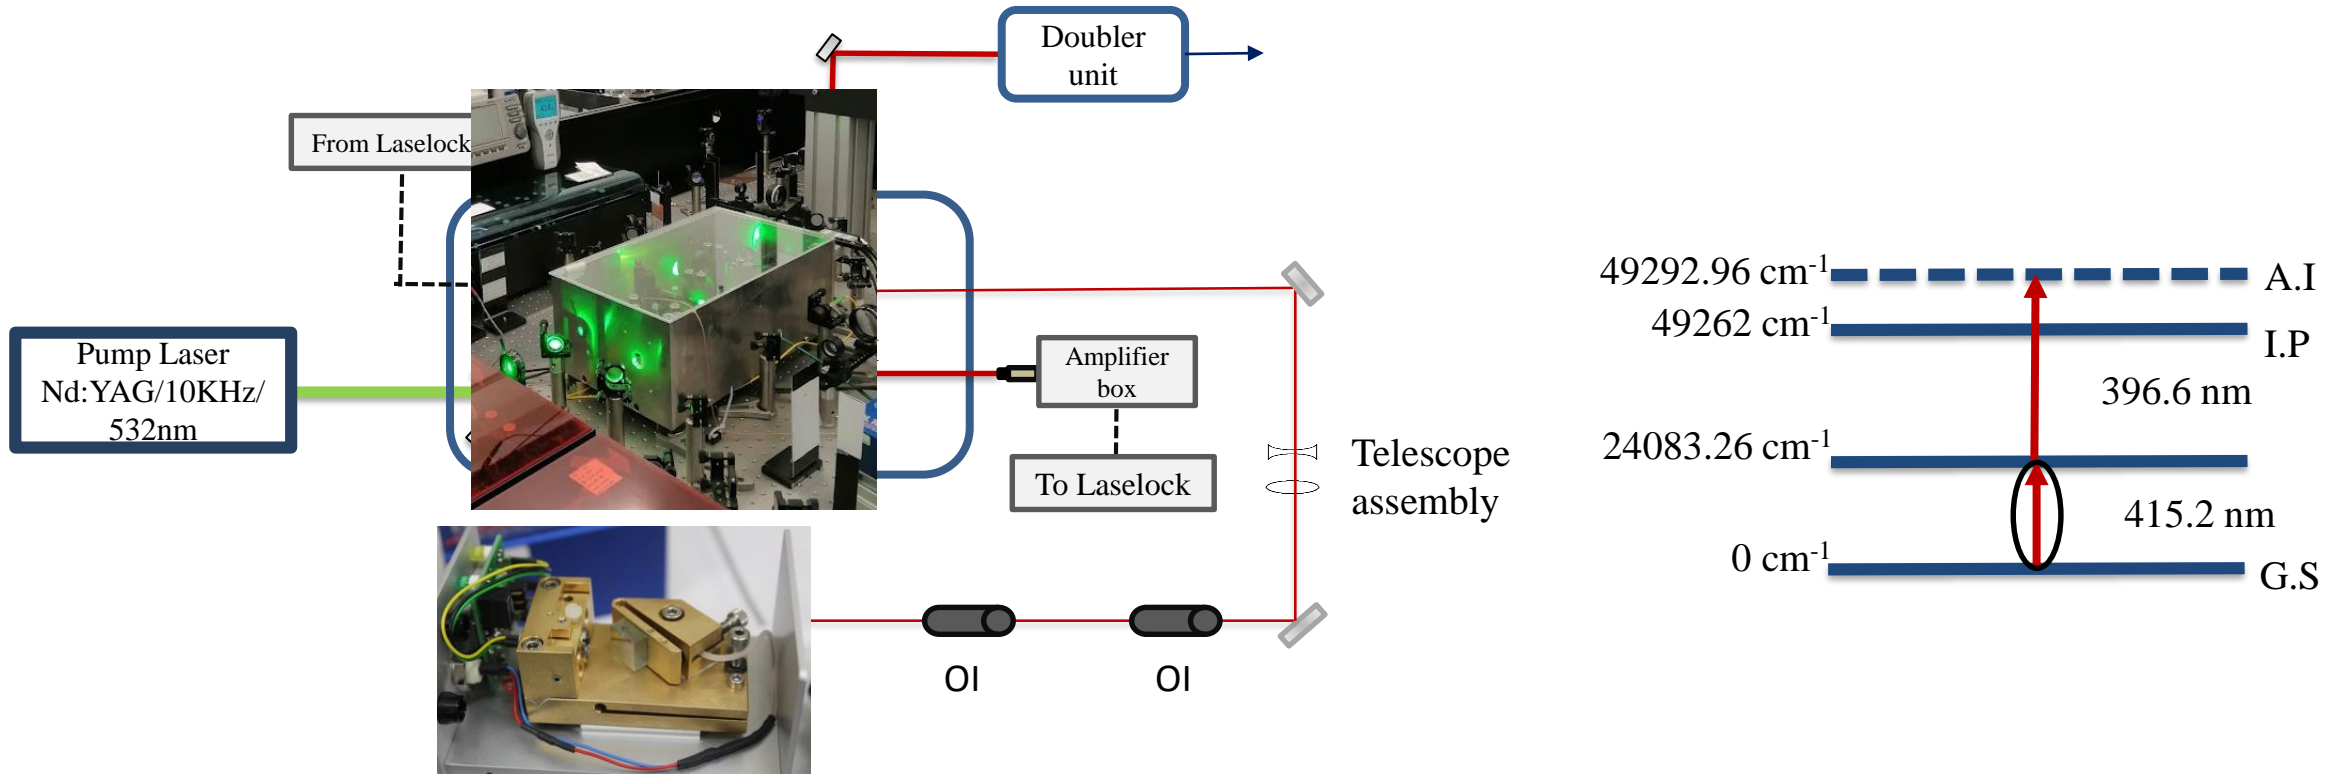 Doubler
unit
From Laselock
Pump Laser
Nd:YAG/10KHz/
532nm
Amplifier
box
To Laselock
Telescope
assembly
OI
OI
49292.96 cm⁻¹
A.I
49262 cm⁻¹
I.P
396.6 nm
24083.26 cm⁻¹
415.2 nm
0 cm⁻¹
G.S